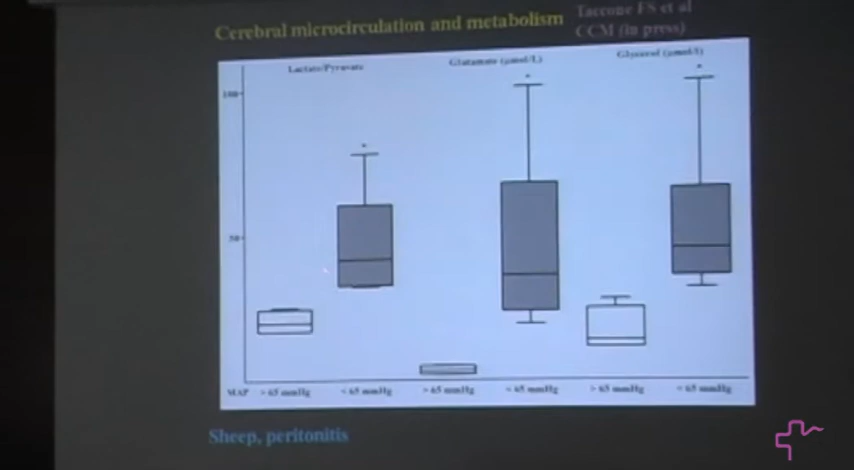 Cerebral microcirculation and metabolism
Taccone FS et al
CCM (in press)
Lactate/Pyruvate
Glutamate (µmol/L)
Glycerol (µmol/l)
100
50
MAP > 65 mmHg < 65 mmHg > 65 mmHg < 65 mmHg > 65 mmHg < 65 mmHg
Sheep, peritonitis